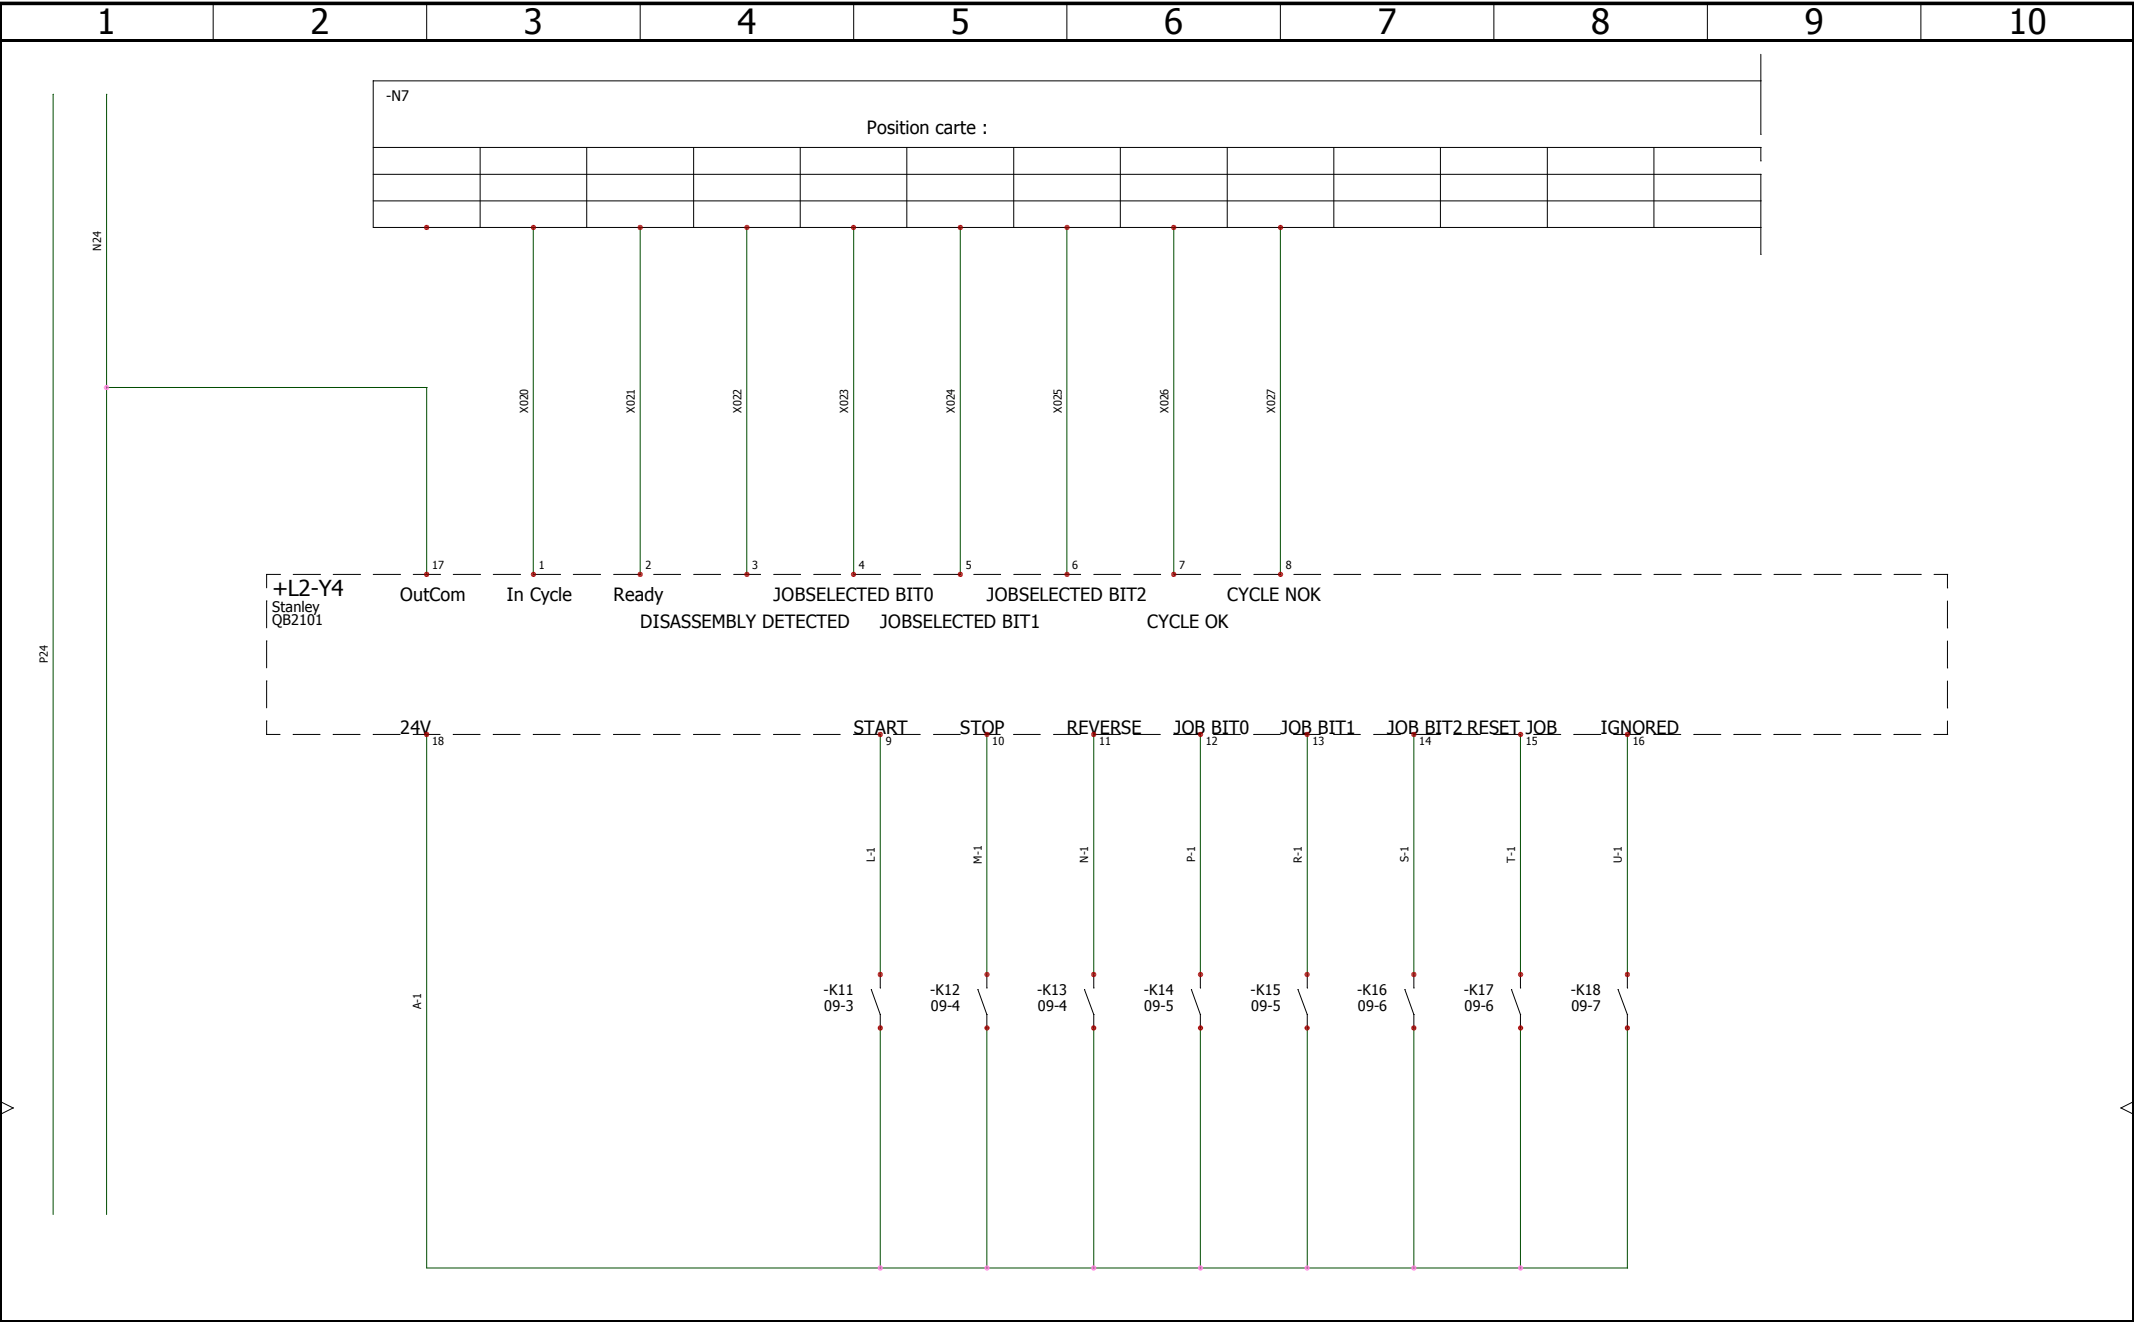 1 2 3 4 5 6 7 8 9 10
-N7
Position carte :
N24
X020 X021 X022 X023 X024 X025 X026 X027
17 1 2 3 4 5 6 7 8
+L2-Y4
Stanley
QB2101
OutCom In Cycle Ready JOBSELECTED BIT0 JOBSELECTED BIT2 CYCLE NOK
DISASSEMBLY DETECTED JOBSELECTED BIT1 CYCLE OK
P24
24V START STOP REVERSE JOB BIT0 JOB BIT1 JOB BIT2 RESET JOB IGNORED
18 9 10 11 12 13 14 15 16
L-1 M-1 N-1 P-1 R-1 S-1 T-1 U-1
A-1
-K11 -K12 -K13 -K14 -K15 -K16 -K17 -K18
09-3 09-4 09-4 09-5 09-5 09-6 09-6 09-7